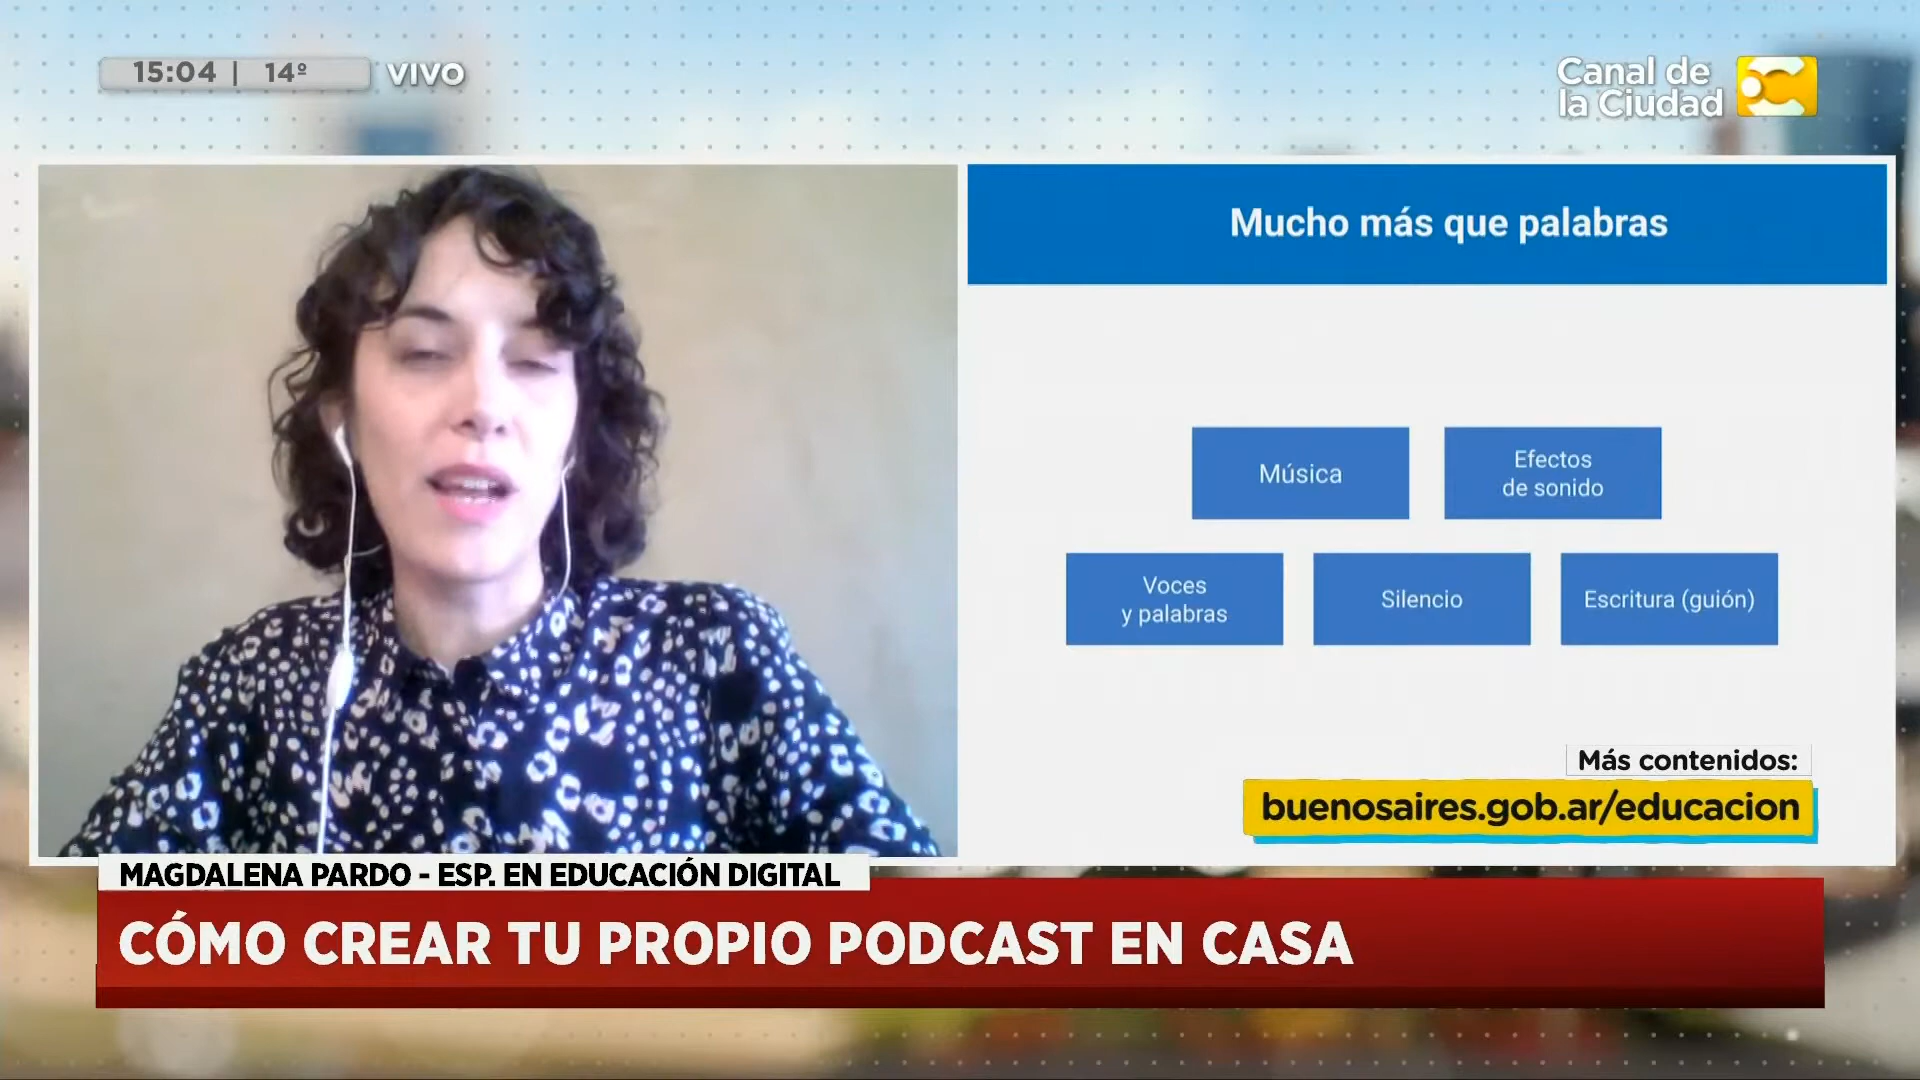 15:04 | 14º VIVO
Canal de
la Ciudad
Mucho más que palabras
Música
Efectos
de sonido
Voces
y palabras
Silencio
Escritura (guión)
Más contenidos:
buenosaires.gob.ar/educacion
MAGDALENA PARDO - ESP. EN EDUCACIÓN DIGITAL
CÓMO CREAR TU PROPIO PODCAST EN CASA